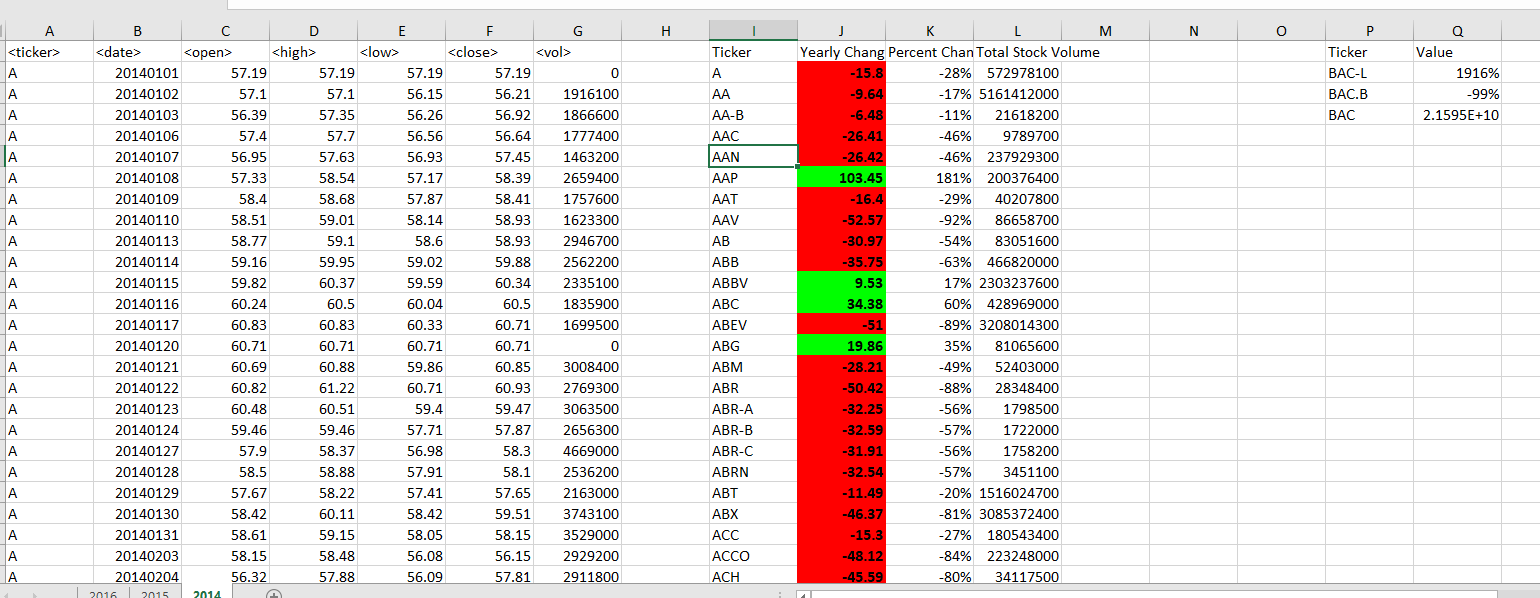 A B C D E F G H I J K L M N O P Q
<ticker> <date> <open> <high> <low> <close> <vol> Ticker Yearly Chang Percent Chan Total Stock Volume Ticker Value
A 20140101 57.19 57.19 57.19 57.19 0 A -15.8 -28% 572978100 BAC-L 1916%
A 20140102 57.1 57.1 56.15 56.21 1916100 AA -9.64 -17% 5161412000 BAC.B -99%
A 20140103 56.39 57.35 56.26 56.92 1866600 AA-B -6.48 -11% 21618200 BAC 2.1595E+10
A 20140106 57.4 57.7 56.56 56.64 1777400 AAC -26.41 -46% 9789700
A 20140107 56.95 57.63 56.93 57.45 1463200 AAN -26.42 -46% 237929300
A 20140108 57.33 58.54 57.17 58.39 2659400 AAP 103.45 181% 200376400
A 20140109 58.4 58.68 57.87 58.41 1757600 AAT -16.4 -29% 40207800
A 20140110 58.51 59.01 58.14 58.93 1623300 AAV -52.57 -92% 86658700
A 20140113 58.77 59.1 58.6 58.93 2946700 AB -30.97 -54% 83051600
A 20140114 59.16 59.95 59.02 59.88 2562200 ABB -35.75 -63% 466820000
A 20140115 59.82 60.37 59.59 60.34 2335100 ABBV 9.53 17% 2303237600
A 20140116 60.24 60.5 60.04 60.5 1835900 ABC 34.38 60% 428969000
A 20140117 60.83 60.83 60.33 60.71 1699500 ABEV -51 -89% 3208014300
A 20140120 60.71 60.71 60.71 60.71 0 ABG 19.86 35% 81065600
A 20140121 60.69 60.88 59.86 60.85 3008400 ABM -28.21 -49% 52403000
A 20140122 60.82 61.22 60.71 60.93 2769300 ABR -50.42 -88% 28348400
A 20140123 60.48 60.51 59.4 59.47 3063500 ABR-A -32.25 -56% 1798500
A 20140124 59.46 59.46 57.71 57.87 2656300 ABR-B -32.59 -57% 1722000
A 20140127 57.9 58.37 56.98 58.3 4669000 ABR-C -31.91 -56% 1758200
A 20140128 58.5 58.88 57.91 58.1 2536200 ABRN -32.54 -57% 3451100
A 20140129 57.67 58.22 57.41 57.65 2163000 ABT -11.49 -20% 1516024700
A 20140130 58.42 60.11 58.42 59.51 3743100 ABX -46.37 -81% 3085372400
A 20140131 58.61 59.15 58.05 58.15 3529000 ACC -15.3 -27% 180543400
A 20140203 58.15 58.48 56.08 56.15 2929200 ACCO -48.12 -84% 223248000
A 20140204 56.32 57.88 56.09 57.81 2911800 ACH -45.59 -80% 34117500
2016 2015 2014